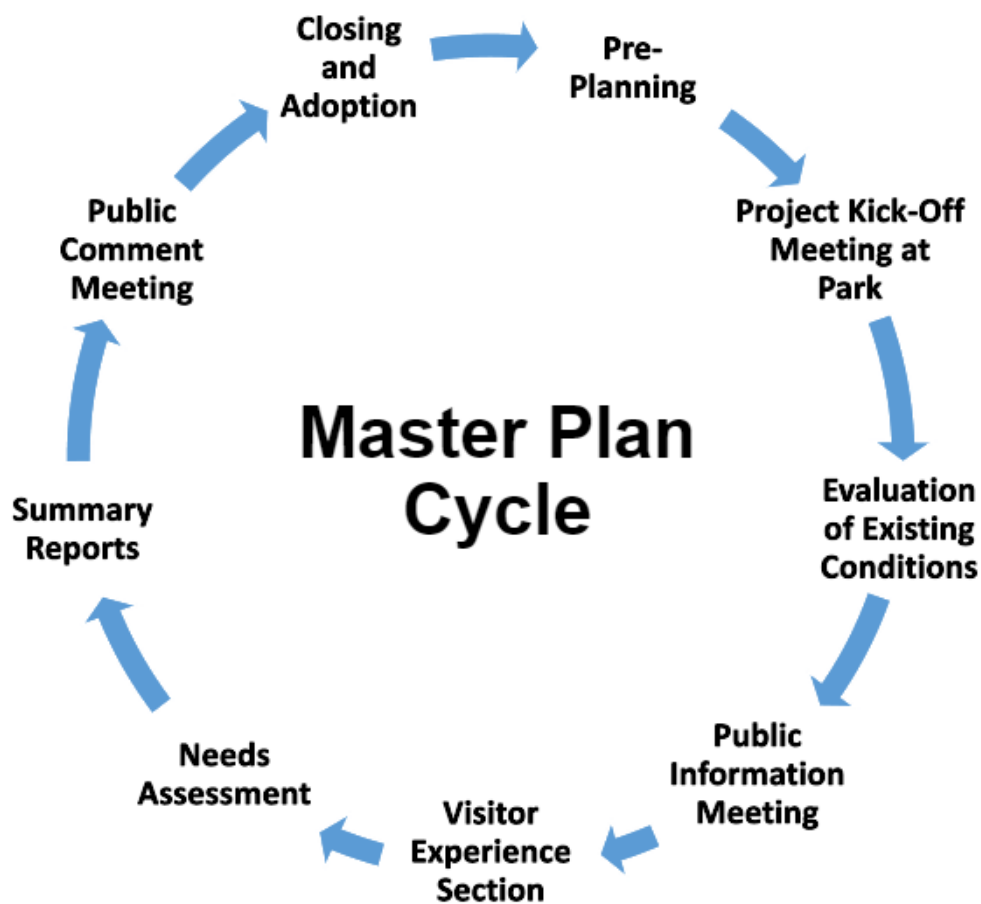 Closing
and
Adoption
Pre-
Planning
Project Kick-Off
Meeting at
Park
Evaluation
of Existing
Conditions
Public
Information
Meeting
Visitor
Experience
Section
Needs
Assessment
Summary
Reports
Public
Comment
Meeting
Master Plan
Cycle